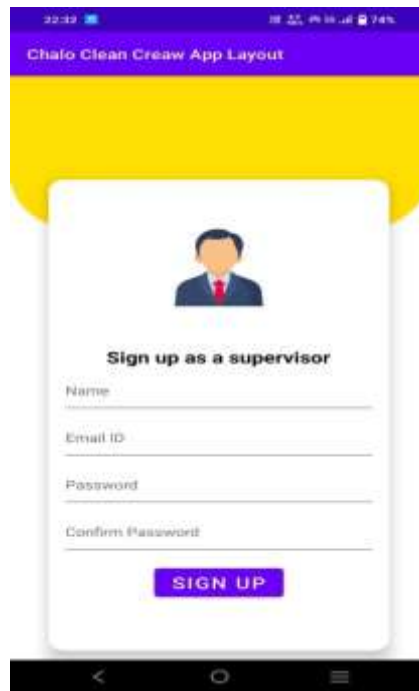 22:32
74%
Chalo Clean Creaw App Layout
Sign up as a supervisor
Name
Email ID
Password
Confirm Password
SIGN UP